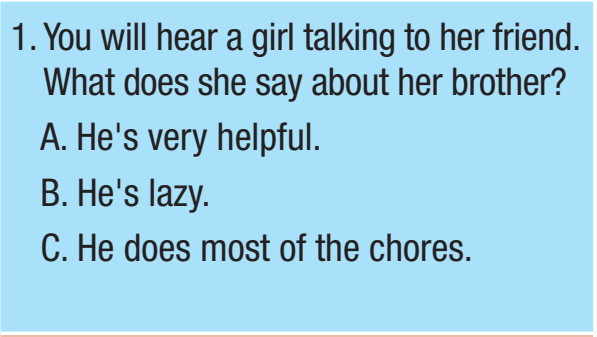 1. You will hear a girl talking to her friend.
What does she say about her brother?
A. He's very helpful.
B. He's lazy.
C. He does most of the chores.